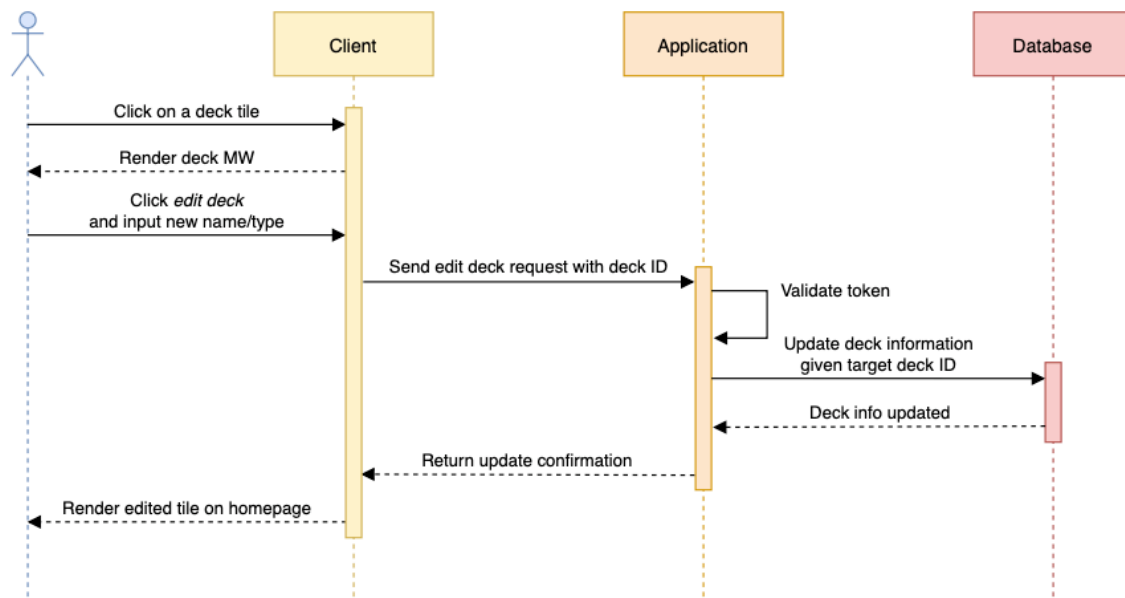 Client
Application
Database
Click on a deck tile
Render deck MW
Click edit deck
and input new name/type
Send edit deck request with deck ID
Validate token
Update deck information
given target deck ID
Deck info updated
Return update confirmation
Render edited tile on homepage